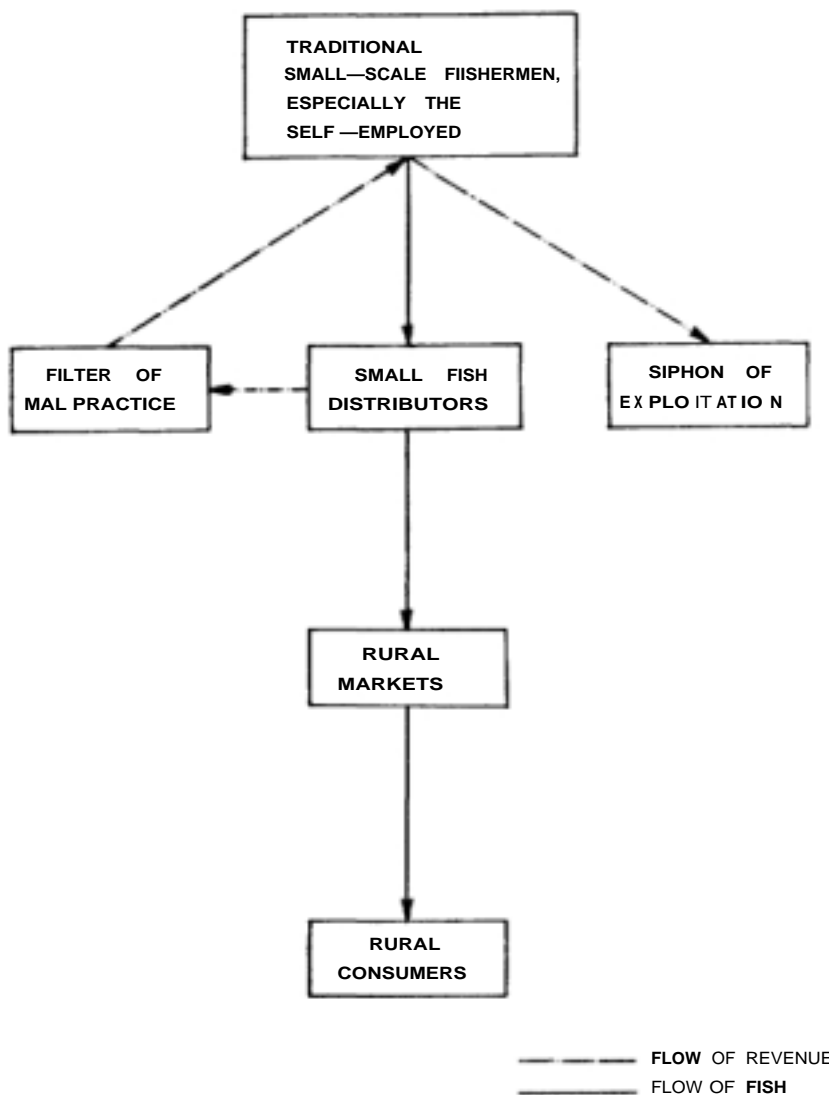 TRADITIONAL
SMALL—SCALE FIISHERMEN,
ESPECIALLY THE
SELF—EMPLOYED
FILTER OF
MAL PRACTICE
SMALL FISH
DISTRIBUTORS
SIPHON OF
EX PLO IT AT IO N
RURAL
MARKETS
RURAL
CONSUMERS
FLOW OF REVENUE
FLOW OF FISH